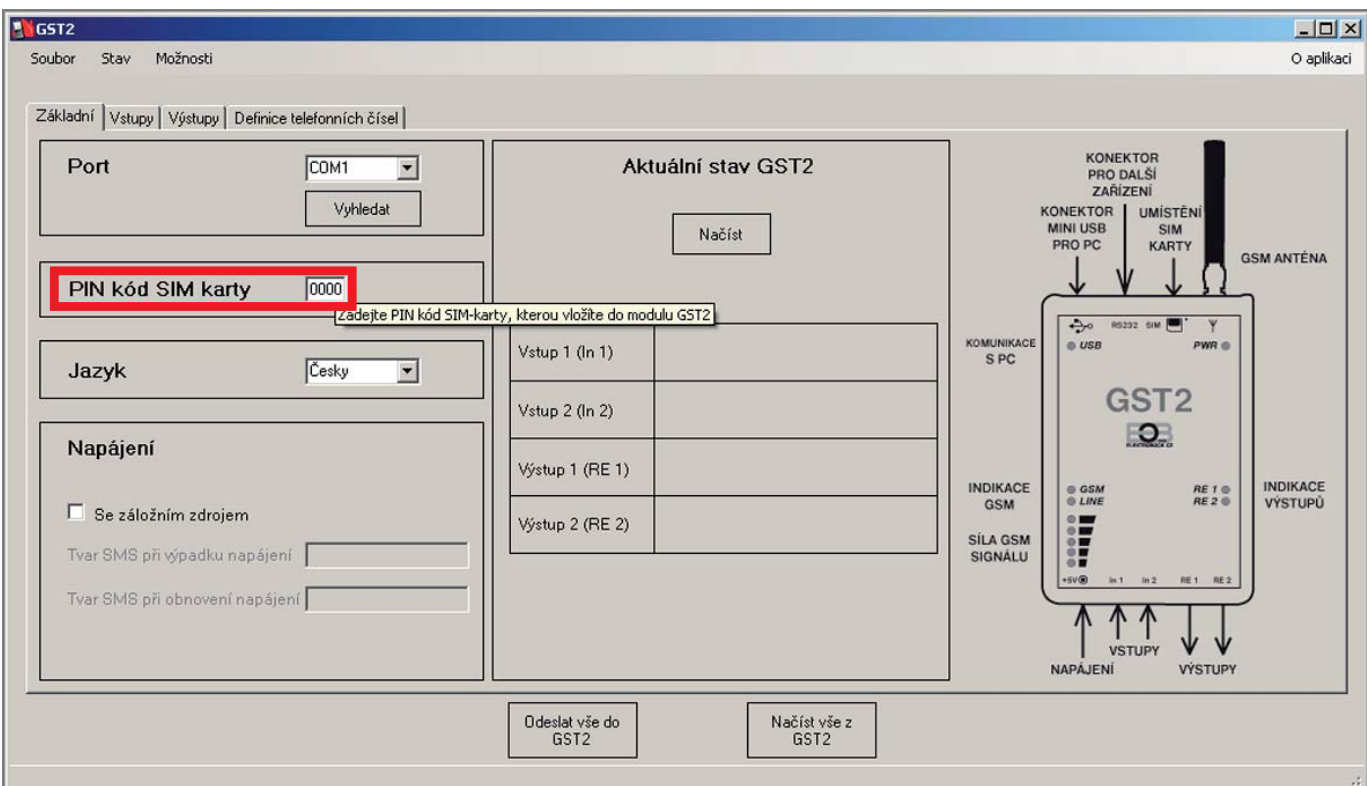 GST2
Soubor Stav Možnosti O aplikaci
Základní Vstupy Výstupy Definice telefonních čísel
Port COM1
Vyhledat
PIN kód SIM karty 0000
Zadejte PIN kód SIM-karty, kterou vložíte do modulu GST2
Jazyk Česky
Napájení
Se záložním zdrojem
Tvar SMS při výpadku napájení
Tvar SMS při obnovení napájení
Aktuální stav GST2
Načíst
Vstup 1 (In 1)
Vstup 2 (In 2)
Výstup 1 (RE 1)
Výstup 2 (RE 2)
KONEKTOR
PRO DALŠÍ
ZAŘÍZENÍ
KONEKTOR
MINI USB
PRO PC
UMÍSTĚNÍ
SIM
KARTY
GSM ANTÉNA
RS232 SIM
KOMUNIKACE
S PC
USB PWR
GST2
INDIKACE
GSM
GSM RE 1
LINE RE 2
INDIKACE
VÝSTUPŮ
SÍLA GSM
SIGNÁLU
+5V In 1 In 2 RE 1 RE 2
VSTUPY
NAPÁJENÍ VÝSTUPY
Odeslat vše do
GST2
Načíst vše z
GST2